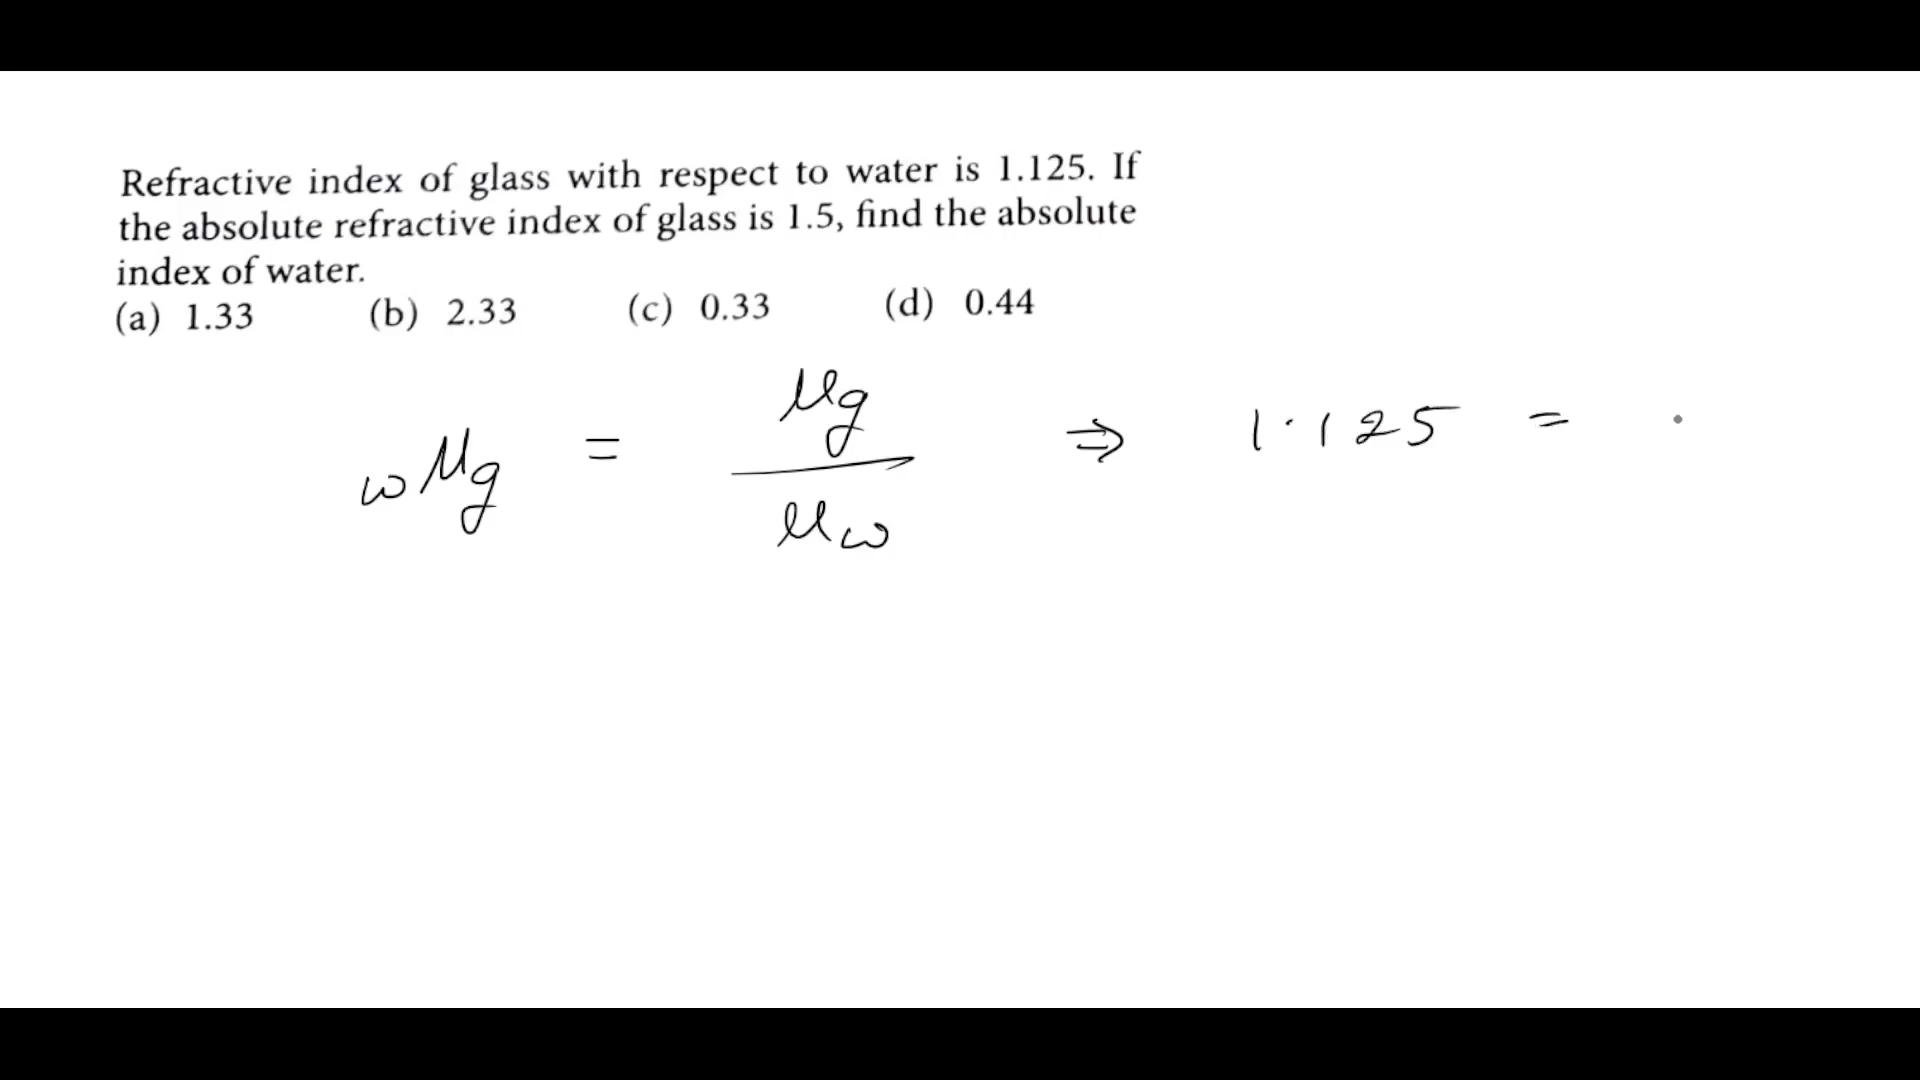 Refractive index of glass with respect to water is 1.125. If
the absolute refractive index of glass is 1.5, find the absolute
index of water.
(a) 1.33 (b) 2.33 (c) 0.33 (d) 0.44
wμg = μg / μw ⇒ 1.125 =